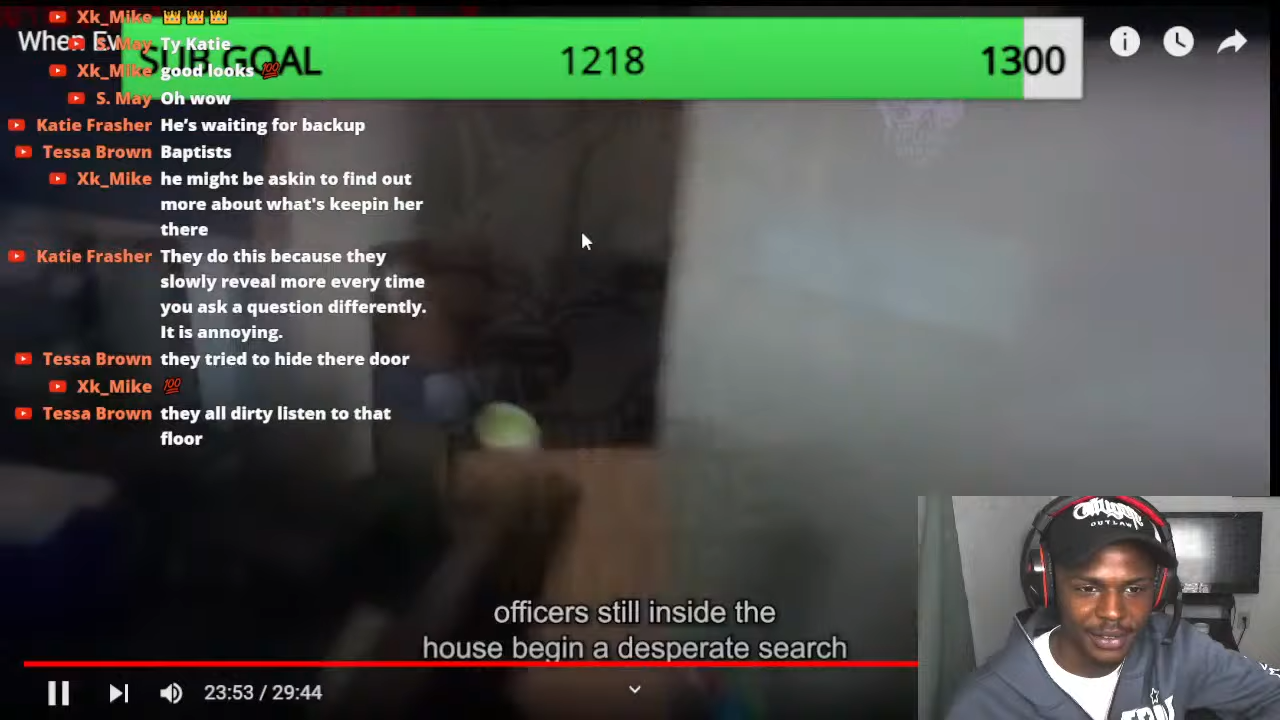 Xk_Mike 👑👑👑
When Ev
S. May Ty Katie
SUB GOAL 1218 1300
Xk_Mike good looks 💯
S. May Oh wow
Katie Frasher He's waiting for backup
Tessa Brown Baptists
Xk_Mike he might be askin to find out
more about what's keepin her
there
Katie Frasher They do this because they
slowly reveal more every time
you ask a question differently.
It is annoying.
Tessa Brown they tried to hide there door
Xk_Mike 💯
Tessa Brown they all dirty listen to that
floor
OUTLAW
officers still inside the
house begin a desperate search
23:53 / 29:44